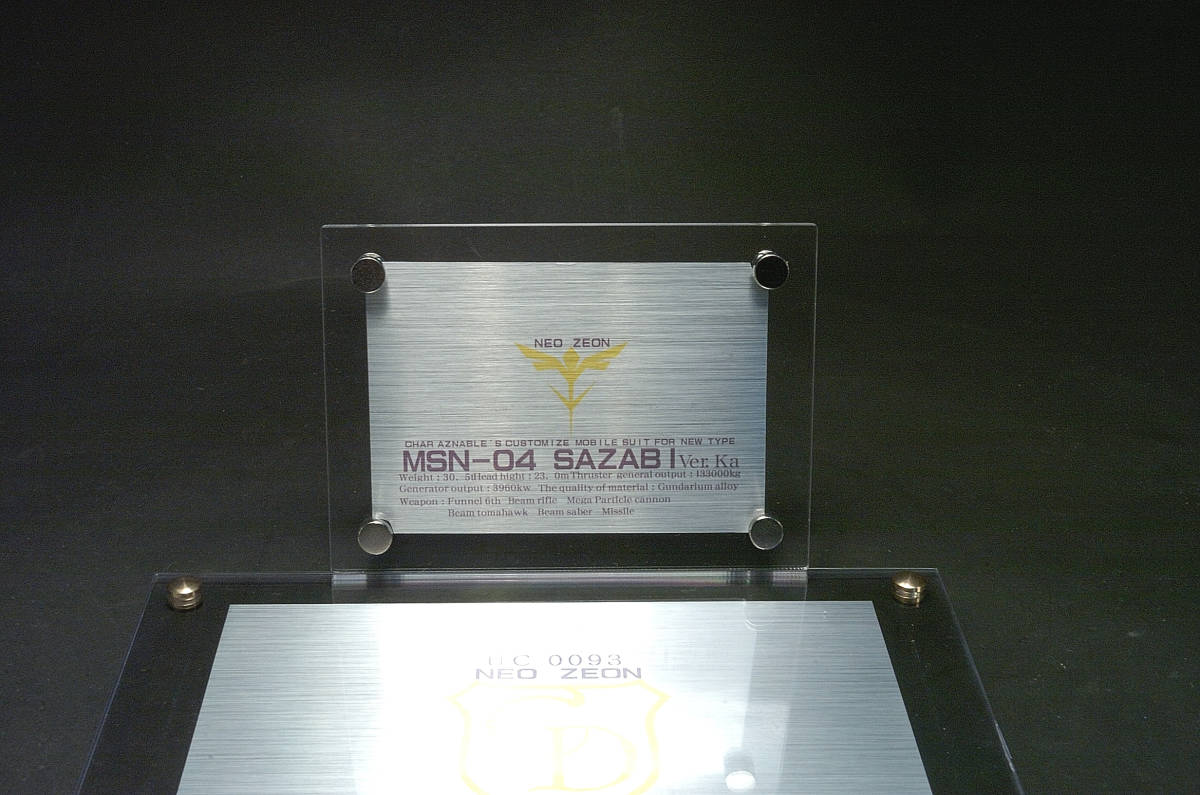 NEO ZEON
CHAR AZNABLE'S CUSTOMIZE MOBILE SUIT FOR NEW TYPE
MSN-04 SAZABI Ver. Ka
Weight : 30. 5tHead hight : 23. 0mThruster general output : 133000kg
Generator output : 3960kw The quality of material : Gundarium alloy
Weapon : Funnel 6th Beam rifle Mega Particle cannon
Beam tomahawk Beam saber Missile
UC 0093
NEO ZEON